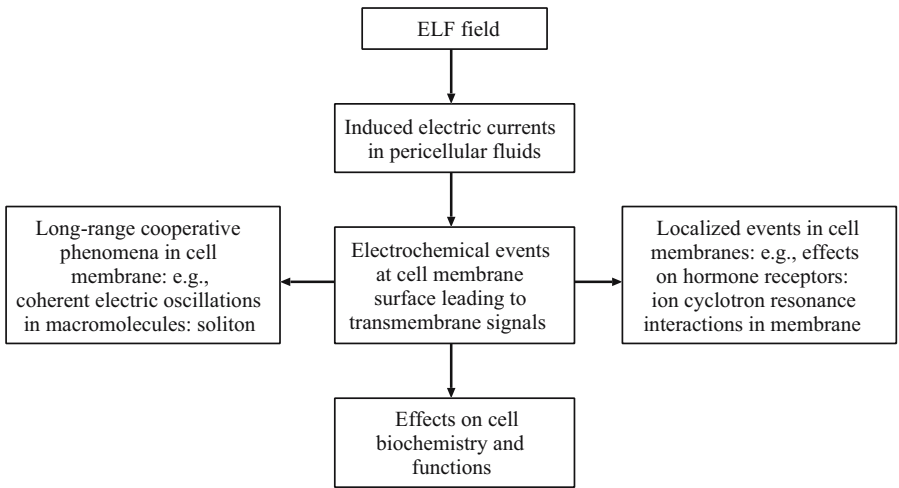 ELF field
Induced electric currents
in pericellular fluids
Long-range cooperative
phenomena in cell
membrane: e.g.,
coherent electric oscillations
in macromolecules: soliton
Electrochemical events
at cell membrane
surface leading to
transmembrane signals
Localized events in cell
membranes: e.g., effects
on hormone receptors:
ion cyclotron resonance
interactions in membrane
Effects on cell
biochemistry and
functions